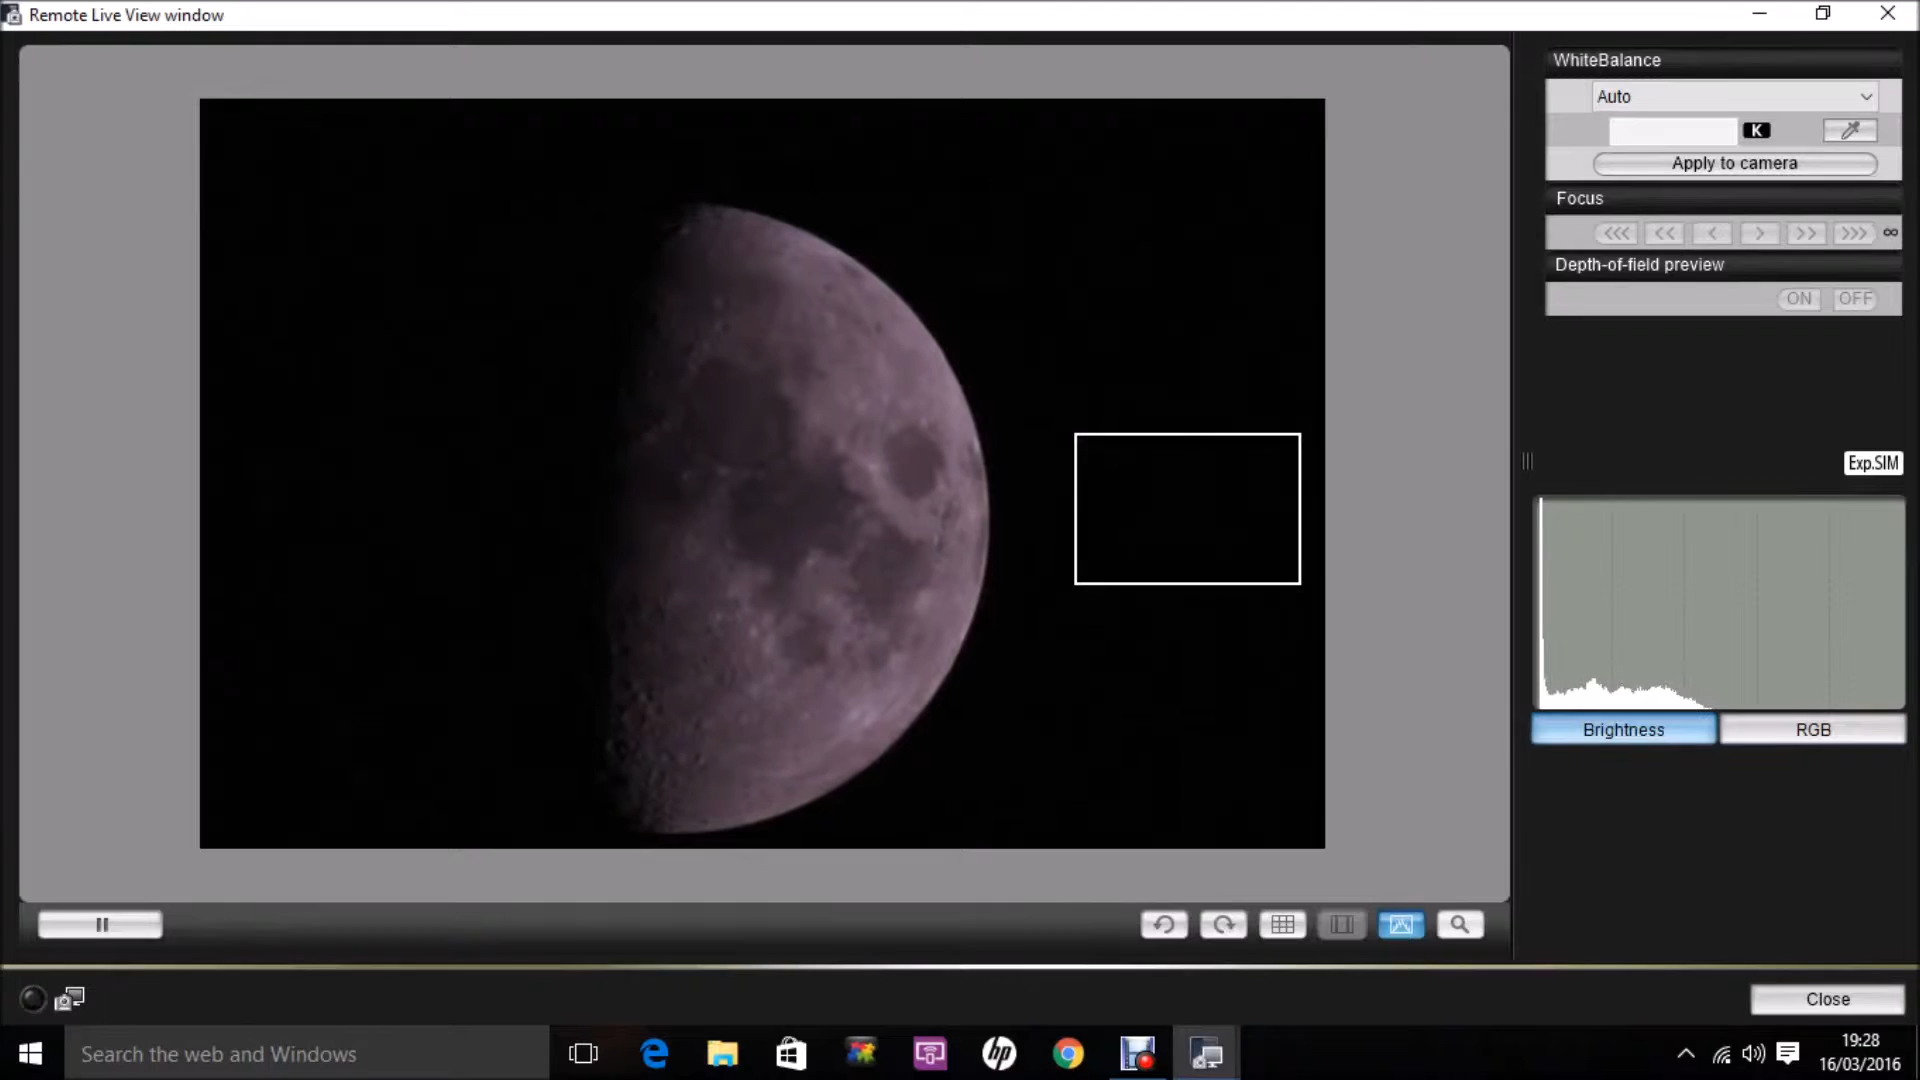 Remote Live View window
WhiteBalance
Auto
K
Apply to camera
Focus
<<< << < > >> >>> ∞
Depth-of-field preview
ON OFF
Exp.SIM
Brightness RGB
Close
Search the web and Windows
hp
19:28
16/03/2016